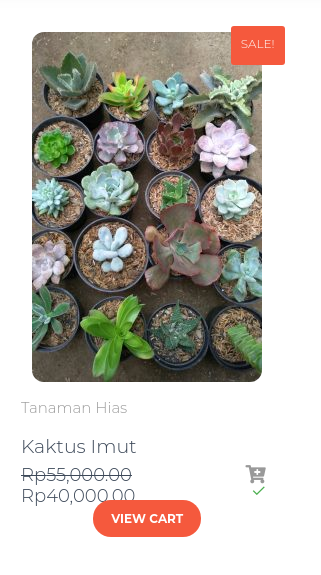 SALE!
Tanaman Hias
Kaktus Imut
Rp55,000.00
Rp40,000.00
VIEW CART